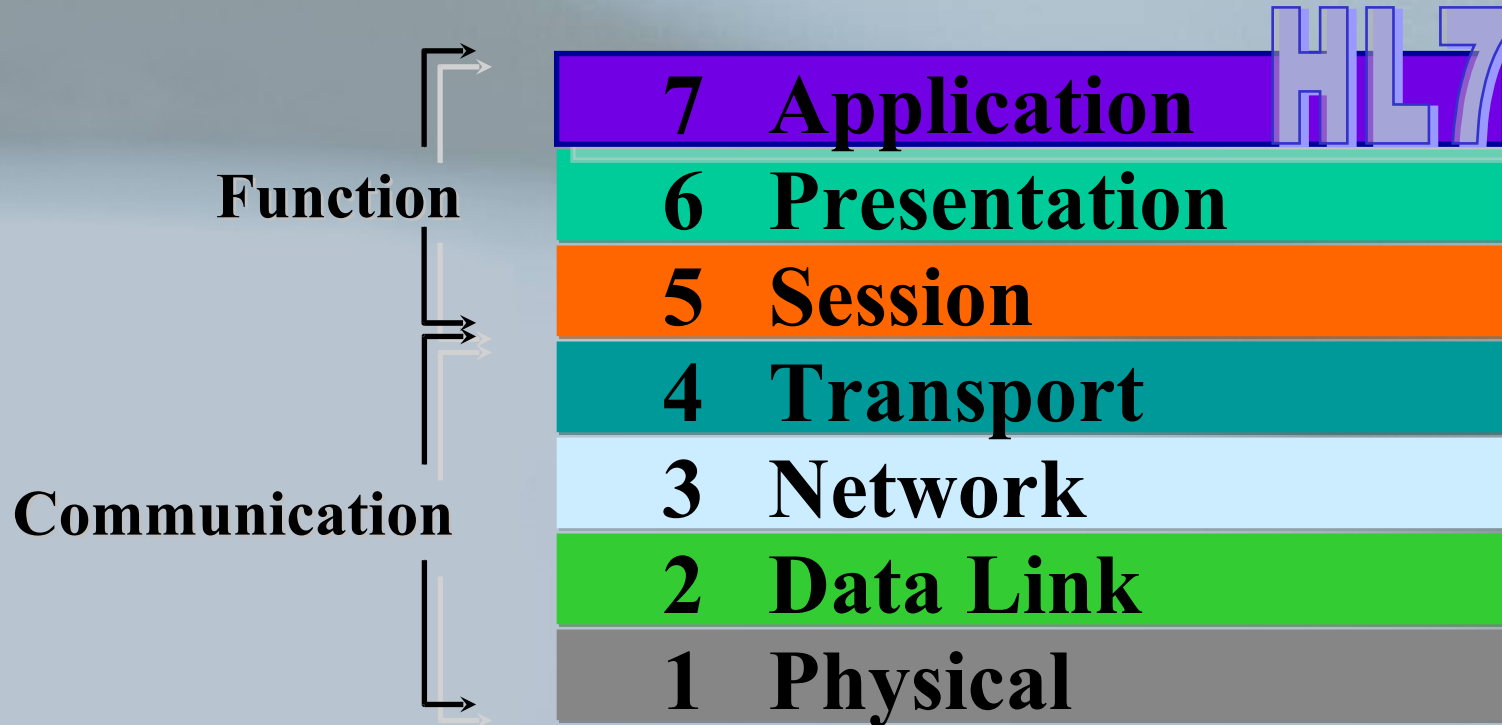 HL7
7 Application
Function
6 Presentation
5 Session
4 Transport
3 Network
Communication
2 Data Link
1 Physical